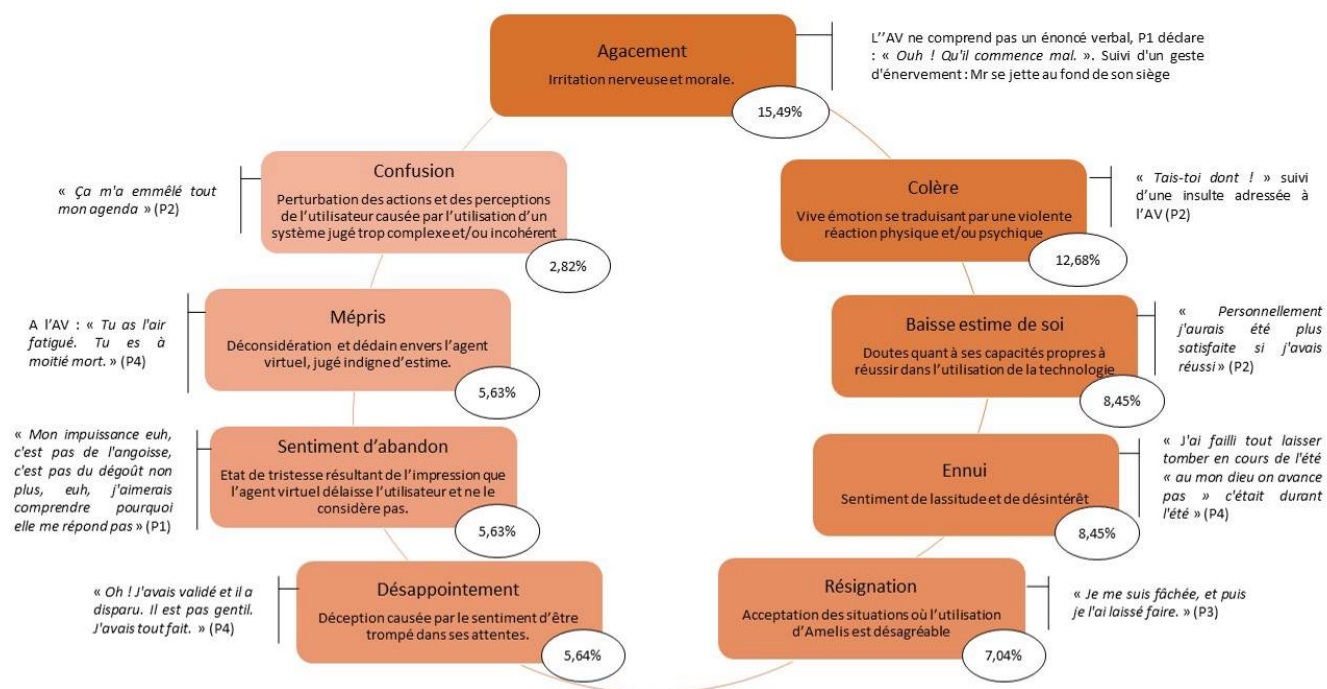 Agacement
Irritation nerveuse et morale.
15,49%
L''AV ne comprend pas un énoncé verbal, P1 déclare
: « Ouh ! Qu'il commence mal. ». Suivi d'un geste
d'énervement : Mr se jette au fond de son siège
Colère
Vive émotion se traduisant par une violente
réaction physique et/ou psychique
12,68%
« Tais-toi dont ! » suivi
d'une insulte adressée à
l'AV (P2)
Baisse estime de soi
Doutes quant à ses capacités propres à
réussir dans l'utilisation de la technologie
8,45%
« Personnellement
j'aurais été plus
satisfaite si j'avais
réussi » (P2)
Ennui
Sentiment de lassitude et de désintérêt
8,45%
« J'ai failli tout laisser
tomber en cours de l'été
« au mon dieu on avance
pas » c'était durant
l'été » (P4)
Résignation
Acceptation des situations où l'utilisation
d'Amelis est désagréable
7,04%
« Je me suis fâchée, et puis
je l'ai laissé faire. » (P3)
Désappointement
Déception causée par le sentiment d'être
trompé dans ses attentes.
5,64%
« Oh ! J'avais validé et il a
disparu. Il est pas gentil.
J'avais tout fait. » (P4)
Sentiment d'abandon
Etat de tristesse résultant de l'impression que
l'agent virtuel délaisse l'utilisateur et ne le
considère pas.
5,63%
« Mon impuissance euh,
c'est pas de l'angoisse,
c'est pas du dégoût non
plus, euh, j'aimerais
comprendre pourquoi
elle me répond pas » (P1)
Mépris
Déconsidération et dédain envers l'agent
virtuel, jugé indigne d'estime.
5,63%
A l'AV : « Tu as l'air
fatigué. Tu es à
moitié mort. » (P4)
Confusion
Perturbation des actions et des perceptions
de l'utilisateur causée par l'utilisation d'un
système jugé trop complexe et/ou incohérent
2,82%
« Ça m'a emmêlé tout
mon agenda » (P2)